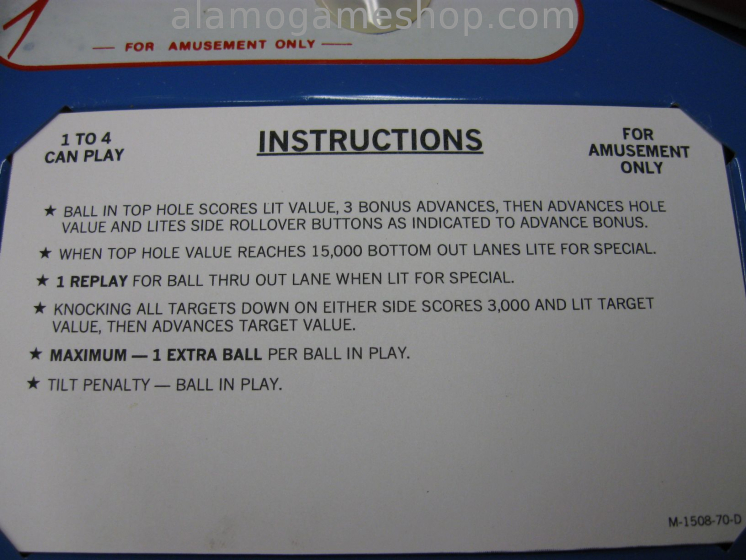 alamogameshop.com
— FOR AMUSEMENT ONLY —
1 TO 4
CAN PLAY
INSTRUCTIONS
FOR
AMUSEMENT
ONLY
★ BALL IN TOP HOLE SCORES LIT VALUE, 3 BONUS ADVANCES, THEN ADVANCES HOLE
VALUE AND LITES SIDE ROLLOVER BUTTONS AS INDICATED TO ADVANCE BONUS.
★ WHEN TOP HOLE VALUE REACHES 15,000 BOTTOM OUT LANES LITE FOR SPECIAL.
★ 1 REPLAY FOR BALL THRU OUT LANE WHEN LIT FOR SPECIAL.
★ KNOCKING ALL TARGETS DOWN ON EITHER SIDE SCORES 3,000 AND LIT TARGET
VALUE, THEN ADVANCES TARGET VALUE.
★ MAXIMUM — 1 EXTRA BALL PER BALL IN PLAY.
★ TILT PENALTY — BALL IN PLAY.
M-1508-70-D